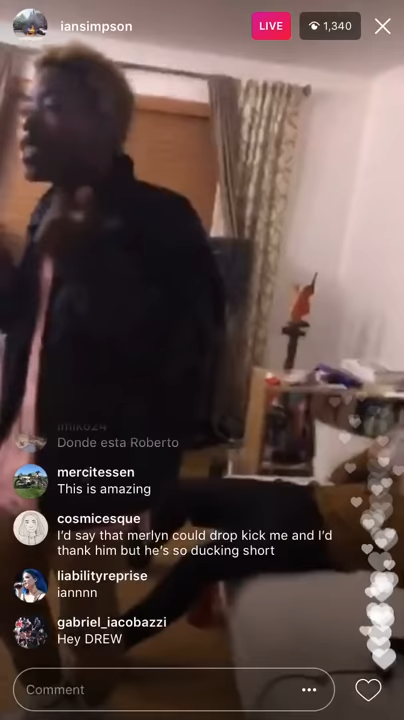 iansimpson
LIVE
1,340
imiko24
Donde esta Roberto
mercitessen
This is amazing
cosmicesque
I'd say that merlyn could drop kick me and I'd
thank him but he's so ducking short
liabilityreprise
iannnn
gabriel_iacobazzi
Hey DREW
Comment